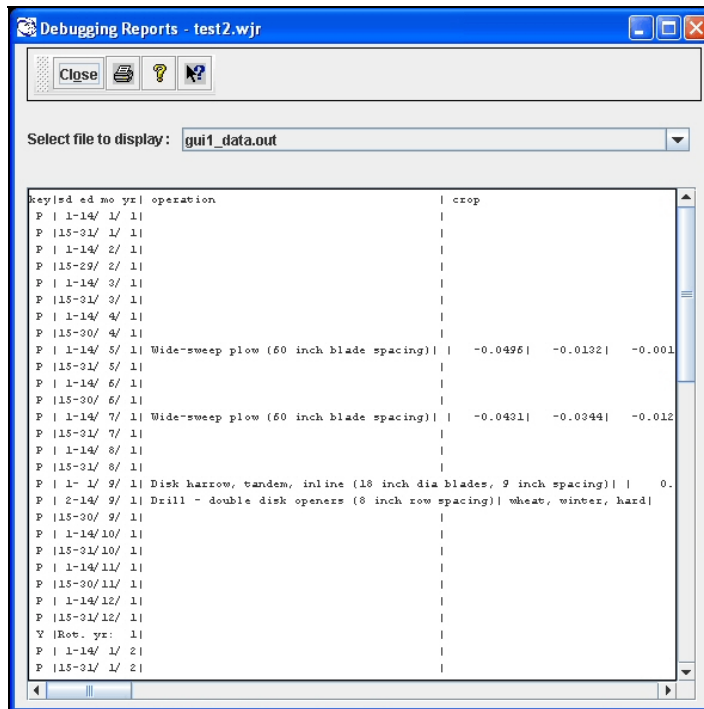 Debugging Reports - test2.wjr
Close
Select file to display: gui1_data.out
key|sd ed mo yr| operation | crop
P | 1-14/ 1/ 1| |
P |15-31/ 1/ 1| |
P | 1-14/ 2/ 1| |
P |15-29/ 2/ 1| |
P | 1-14/ 3/ 1| |
P |15-31/ 3/ 1| |
P | 1-14/ 4/ 1| |
P |15-30/ 4/ 1| |
P | 1-14/ 5/ 1| Wide-sweep plow (60 inch blade spacing)| | -0.0496| -0.0132| -0.001
P |15-31/ 5/ 1| |
P | 1-14/ 6/ 1| |
P |15-30/ 6/ 1| |
P | 1-14/ 7/ 1| Wide-sweep plow (60 inch blade spacing)| | -0.0431| -0.0344| -0.012
P |15-31/ 7/ 1| |
P | 1-14/ 8/ 1| |
P |15-31/ 8/ 1| |
P | 1- 1/ 9/ 1| Disk harrow, tandem, inline (18 inch dia blades, 9 inch spacing)| | 0.
P | 2-14/ 9/ 1| Drill - double disk openers (8 inch row spacing)| wheat, winter, hard|
P |15-30/ 9/ 1| |
P | 1-14/10/ 1| |
P |15-31/10/ 1| |
P | 1-14/11/ 1| |
P |15-30/11/ 1| |
P | 1-14/12/ 1| |
P |15-31/12/ 1| |
Y |Rot. yr: 1| |
P | 1-14/ 1/ 2| |
P |15-31/ 1/ 2| |